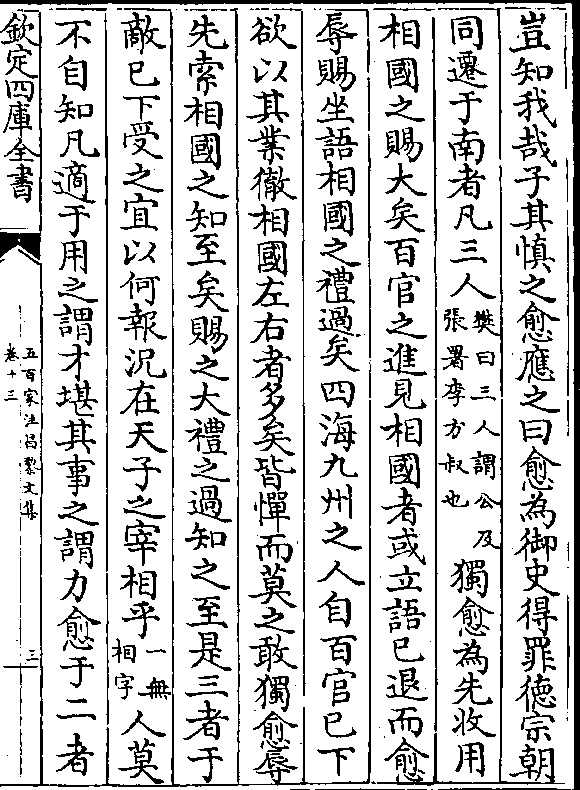 豈知我哉子其慎之愈應之曰愈為御史得罪徳宗朝
同遷于南者凡三人樊曰三人謂公及張署李方叔也獨愈為先收用
相國之賜大矣百官之進見相國者或立語已退而愈
辱賜坐語相國之禮過矣四海九州之人自百官已下
欲以其業徹相國左右者多矣皆憚而莫之敢獨愈辱
先索相國之知至矣賜之大禮之過知之至是三者于
敵已下受之宜以何報況在天子之宰相乎一無相字人莫
不自知凡適于用之謂才堪其事之謂力愈于二者
欽定四庫全書
五百家注昌黎文集
卷十三
三